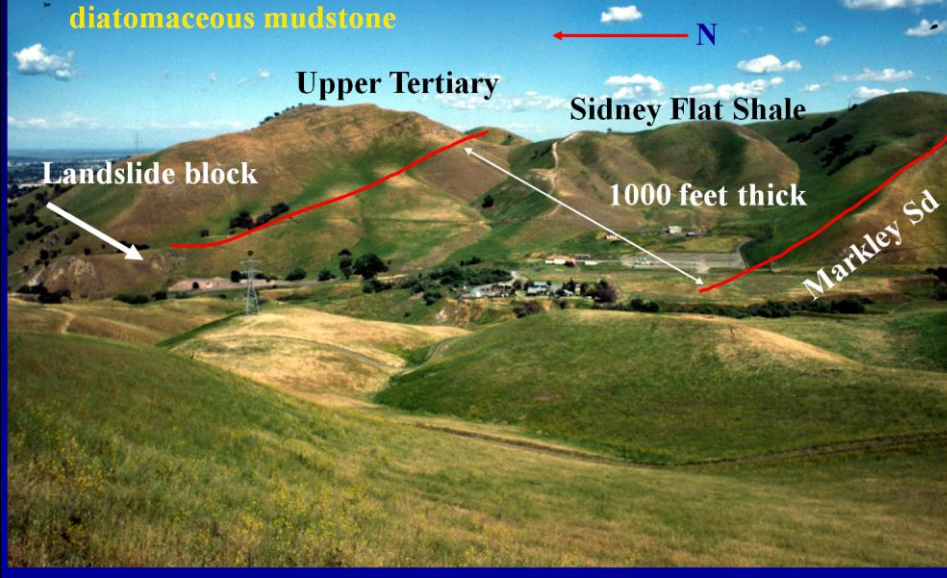 diatomaceous mudstone
N
Upper Tertiary
Sidney Flat Shale
Landslide block
1000 feet thick
Markley Sd